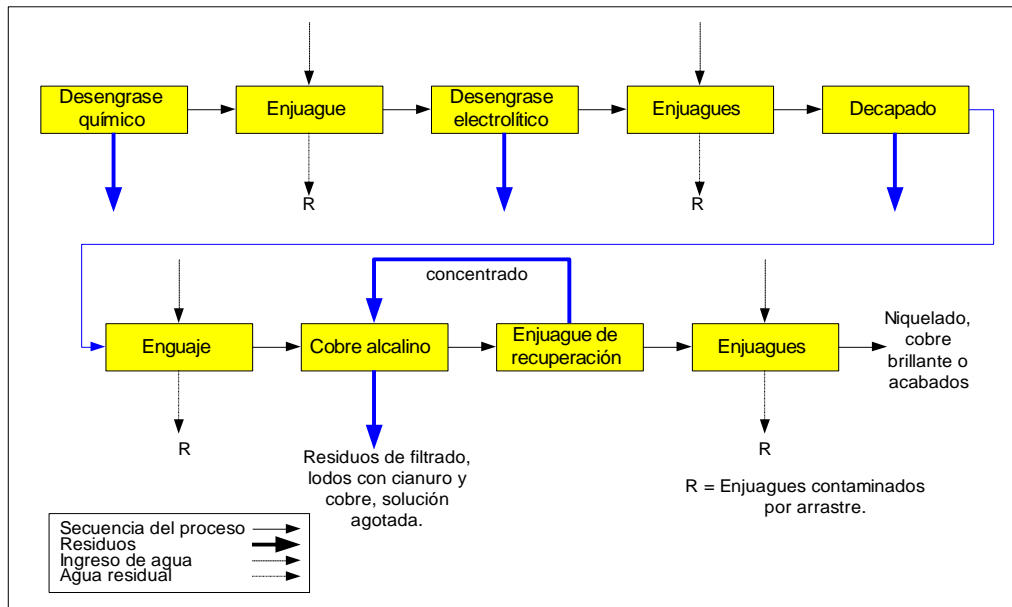 Desengrase
químico
Enjuague
Desengrase
electrolítico
Enjuagues
Decapado
R
R
concentrado
Enguaje
Cobre alcalino
Enjuague de
recuperación
Enjuagues
Niquelado,
cobre
brillante o
acabados
R
R
Residuos de filtrado,
lodos con cianuro y
cobre, solución
agotada.
R = Enjuagues contaminados
por arrastre.
Secuencia del proceso
Residuos
Ingreso de agua
Agua residual